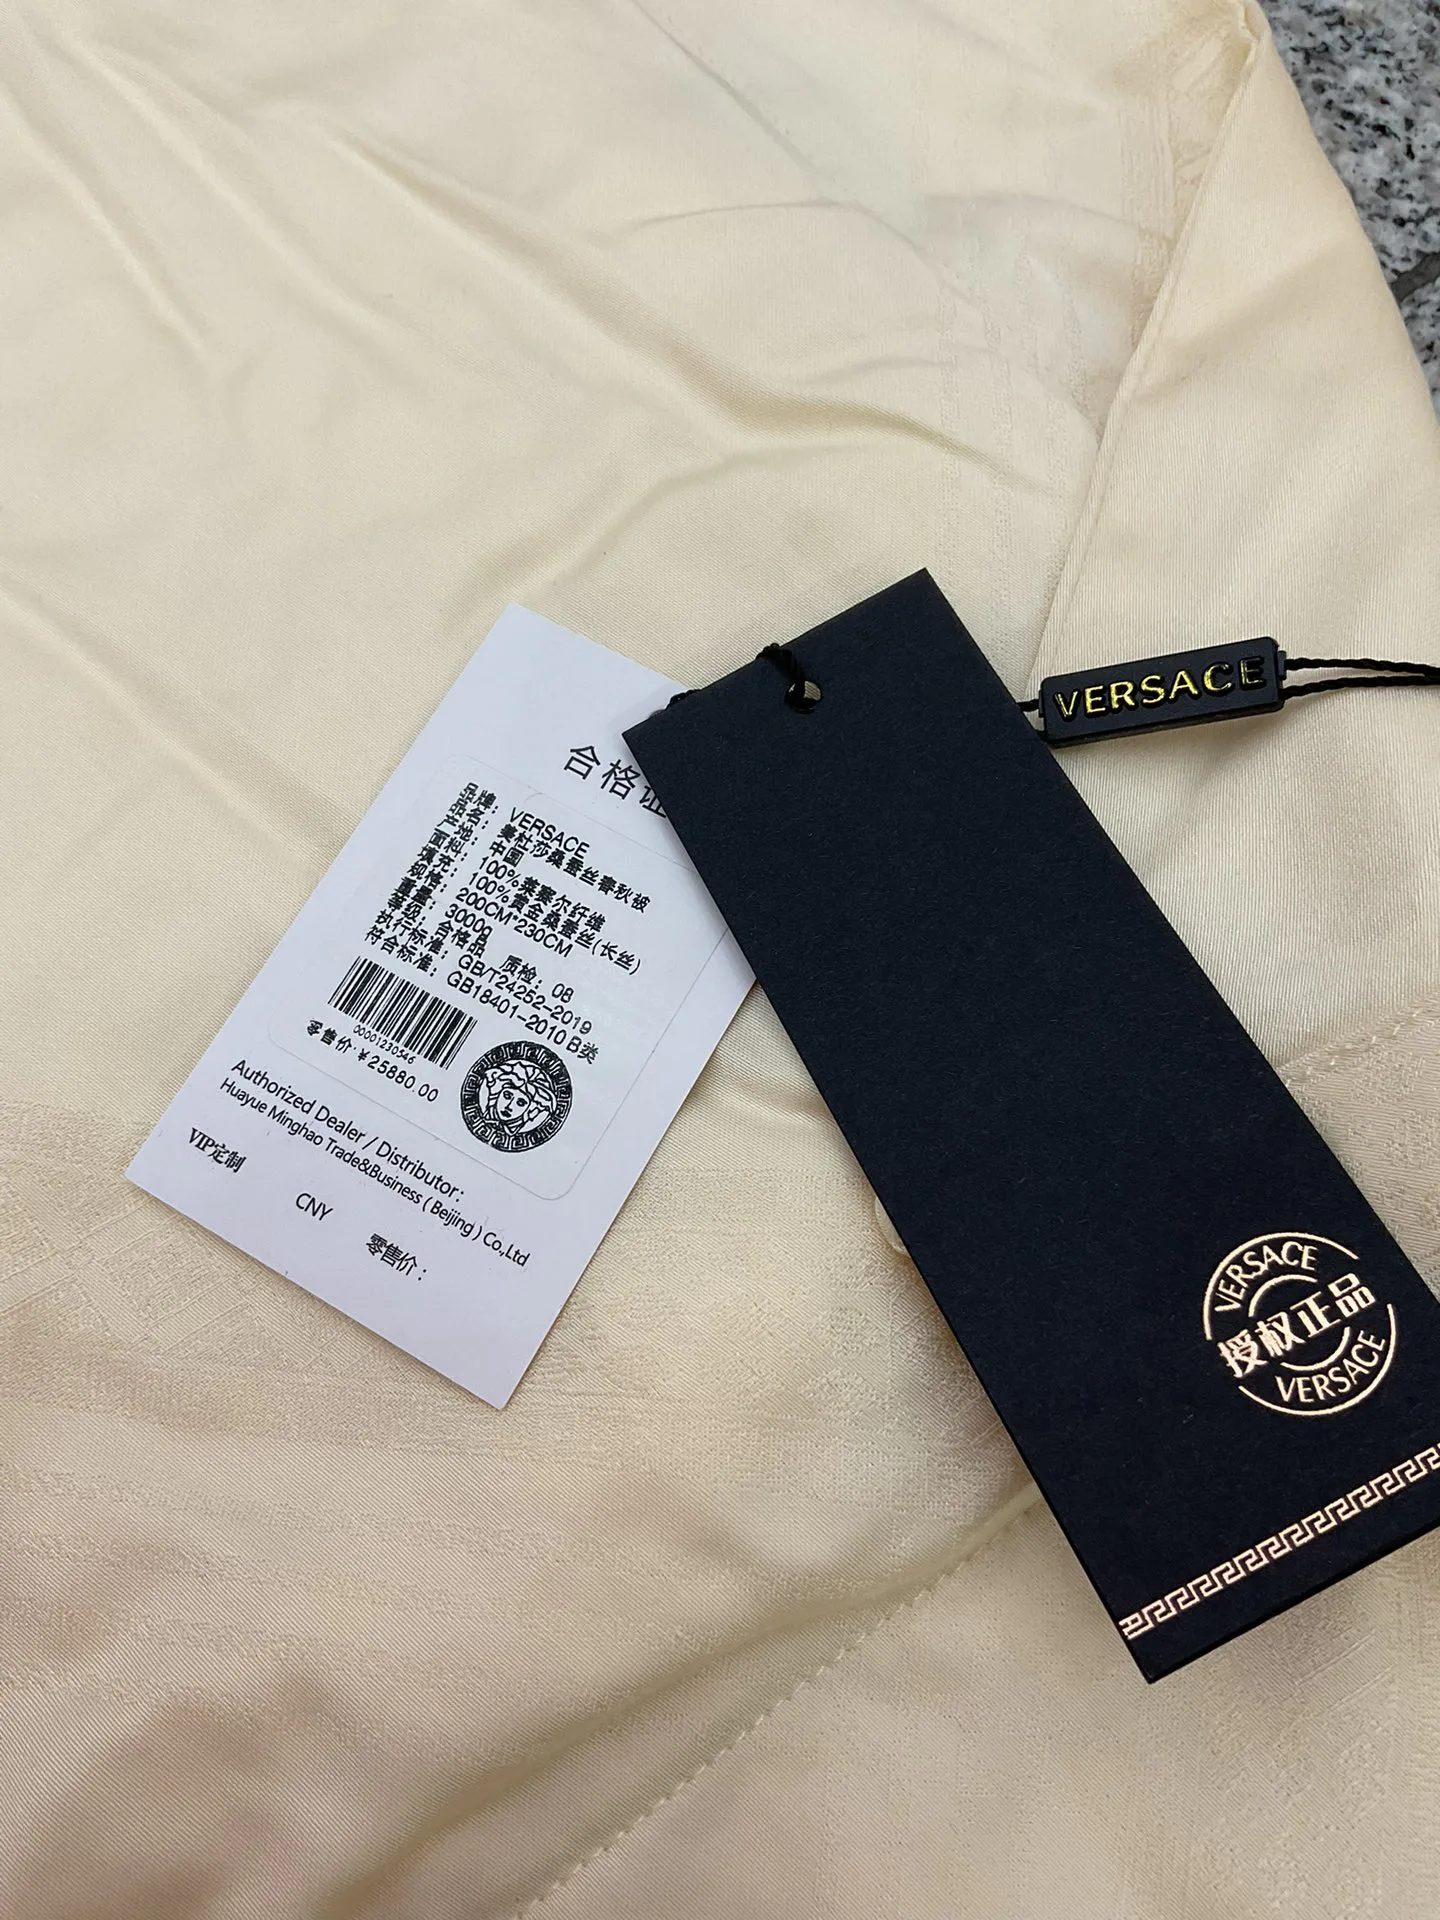 合格证
品牌: VERSACE
品名: 美杜莎桑蚕丝春秋被
产地: 中国
面料: 100%莱赛尔纤维
填充: 100%黄金桑蚕丝(长丝)
规格: 200CM*230CM
重量: 3000g
等级: 合格品 质检: 08
执行标准: GB/T24252-2019
符合标准: GB18401-2010 B类
00001230546
零售价:¥25880.00
Authorized Dealer / Distributor:
Huayue Minghao Trade&Business ( Beijing ) Co,.Ltd
VIP定制
CNY
零售价:
VERSACE
VERSACE
授权正品
VERSACE